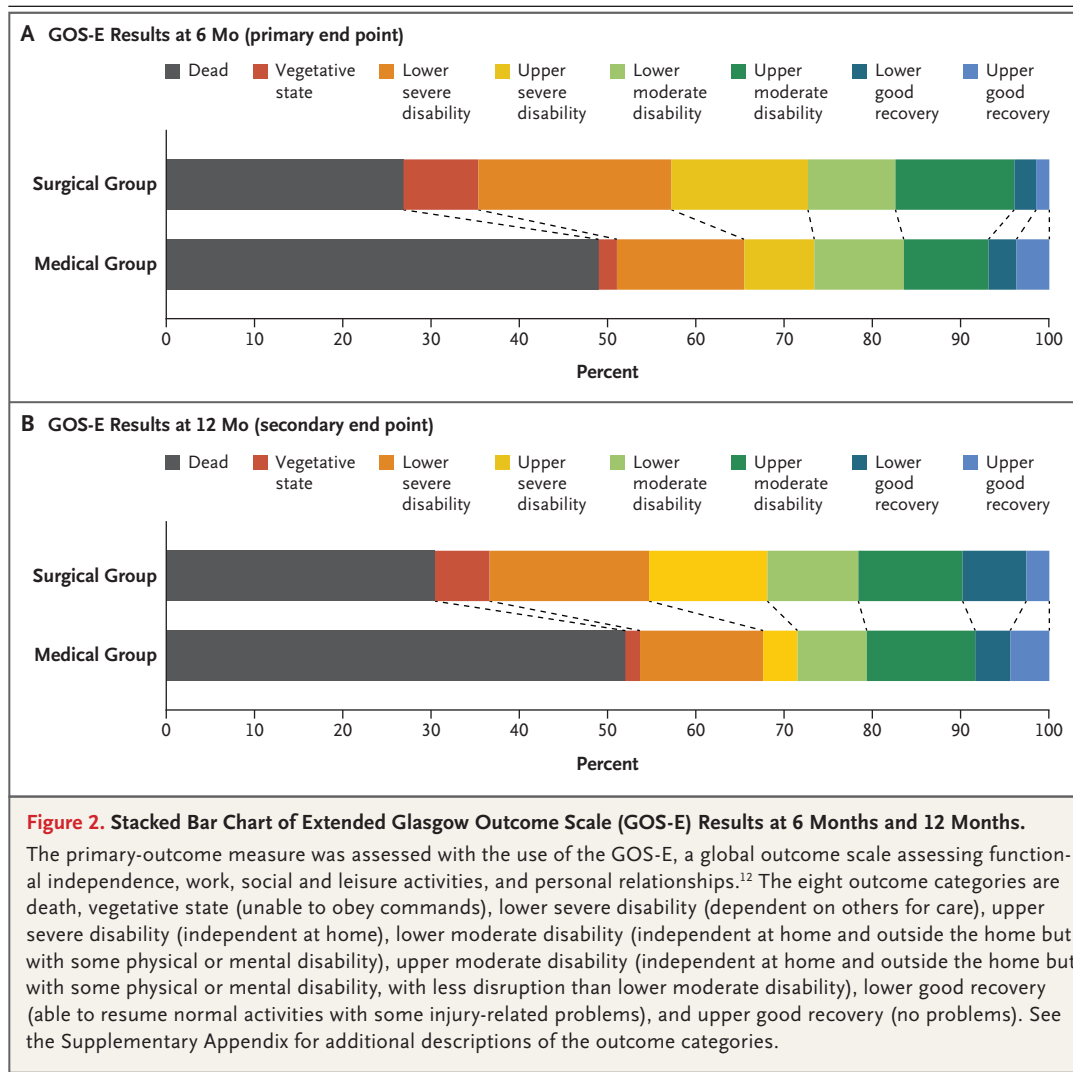 A GOS-E Results at 6 Mo (primary end point)
Dead
Vegetative
state
Lower
severe
disability
Upper
severe
disability
Lower
moderate
disability
Upper
moderate
disability
Lower
good
recovery
Upper
good
recovery
Surgical Group
Medical Group
0 10 20 30 40 50 60 70 80 90 100
Percent
B GOS-E Results at 12 Mo (secondary end point)
Dead
Vegetative
state
Lower
severe
disability
Upper
severe
disability
Lower
moderate
disability
Upper
moderate
disability
Lower
good
recovery
Upper
good
recovery
Surgical Group
Medical Group
0 10 20 30 40 50 60 70 80 90 100
Percent
Figure 2. Stacked Bar Chart of Extended Glasgow Outcome Scale (GOS-E) Results at 6 Months and 12 Months.
The primary-outcome measure was assessed with the use of the GOS-E, a global outcome scale assessing function-
al independence, work, social and leisure activities, and personal relationships.12 The eight outcome categories are
death, vegetative state (unable to obey commands), lower severe disability (dependent on others for care), upper
severe disability (independent at home), lower moderate disability (independent at home and outside the home but
with some physical or mental disability), upper moderate disability (independent at home and outside the home but
with some physical or mental disability, with less disruption than lower moderate disability), lower good recovery
(able to resume normal activities with some injury-related problems), and upper good recovery (no problems). See
the Supplementary Appendix for additional descriptions of the outcome categories.